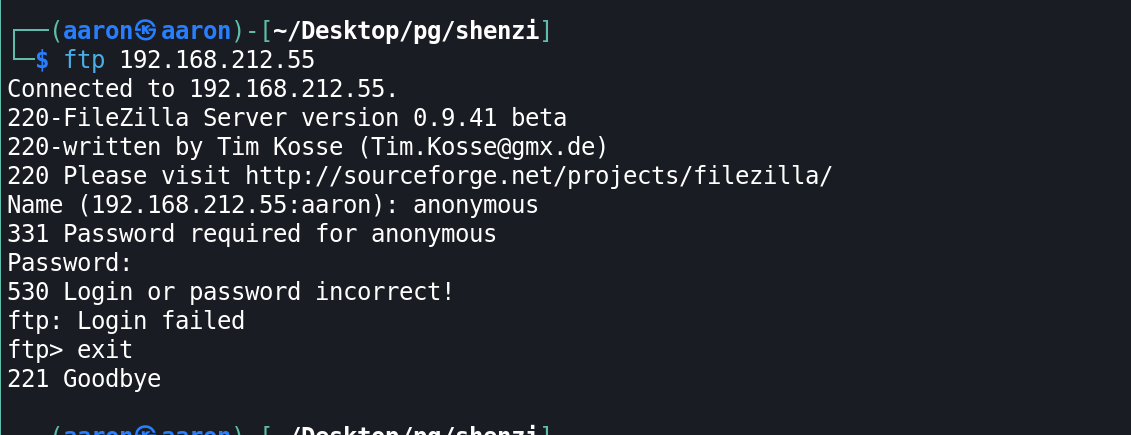 ┌──(aaron㉿aaron)-[~/Desktop/pg/shenzi]
└─$ ftp 192.168.212.55
Connected to 192.168.212.55.
220-FileZilla Server version 0.9.41 beta
220-written by Tim Kosse (Tim.Kosse@gmx.de)
220 Please visit http://sourceforge.net/projects/filezilla/
Name (192.168.212.55:aaron): anonymous
331 Password required for anonymous
Password:
530 Login or password incorrect!
ftp: Login failed
ftp> exit
221 Goodbye
(aaron㉿aaron)-[~/Desktop/pg/shenzi]